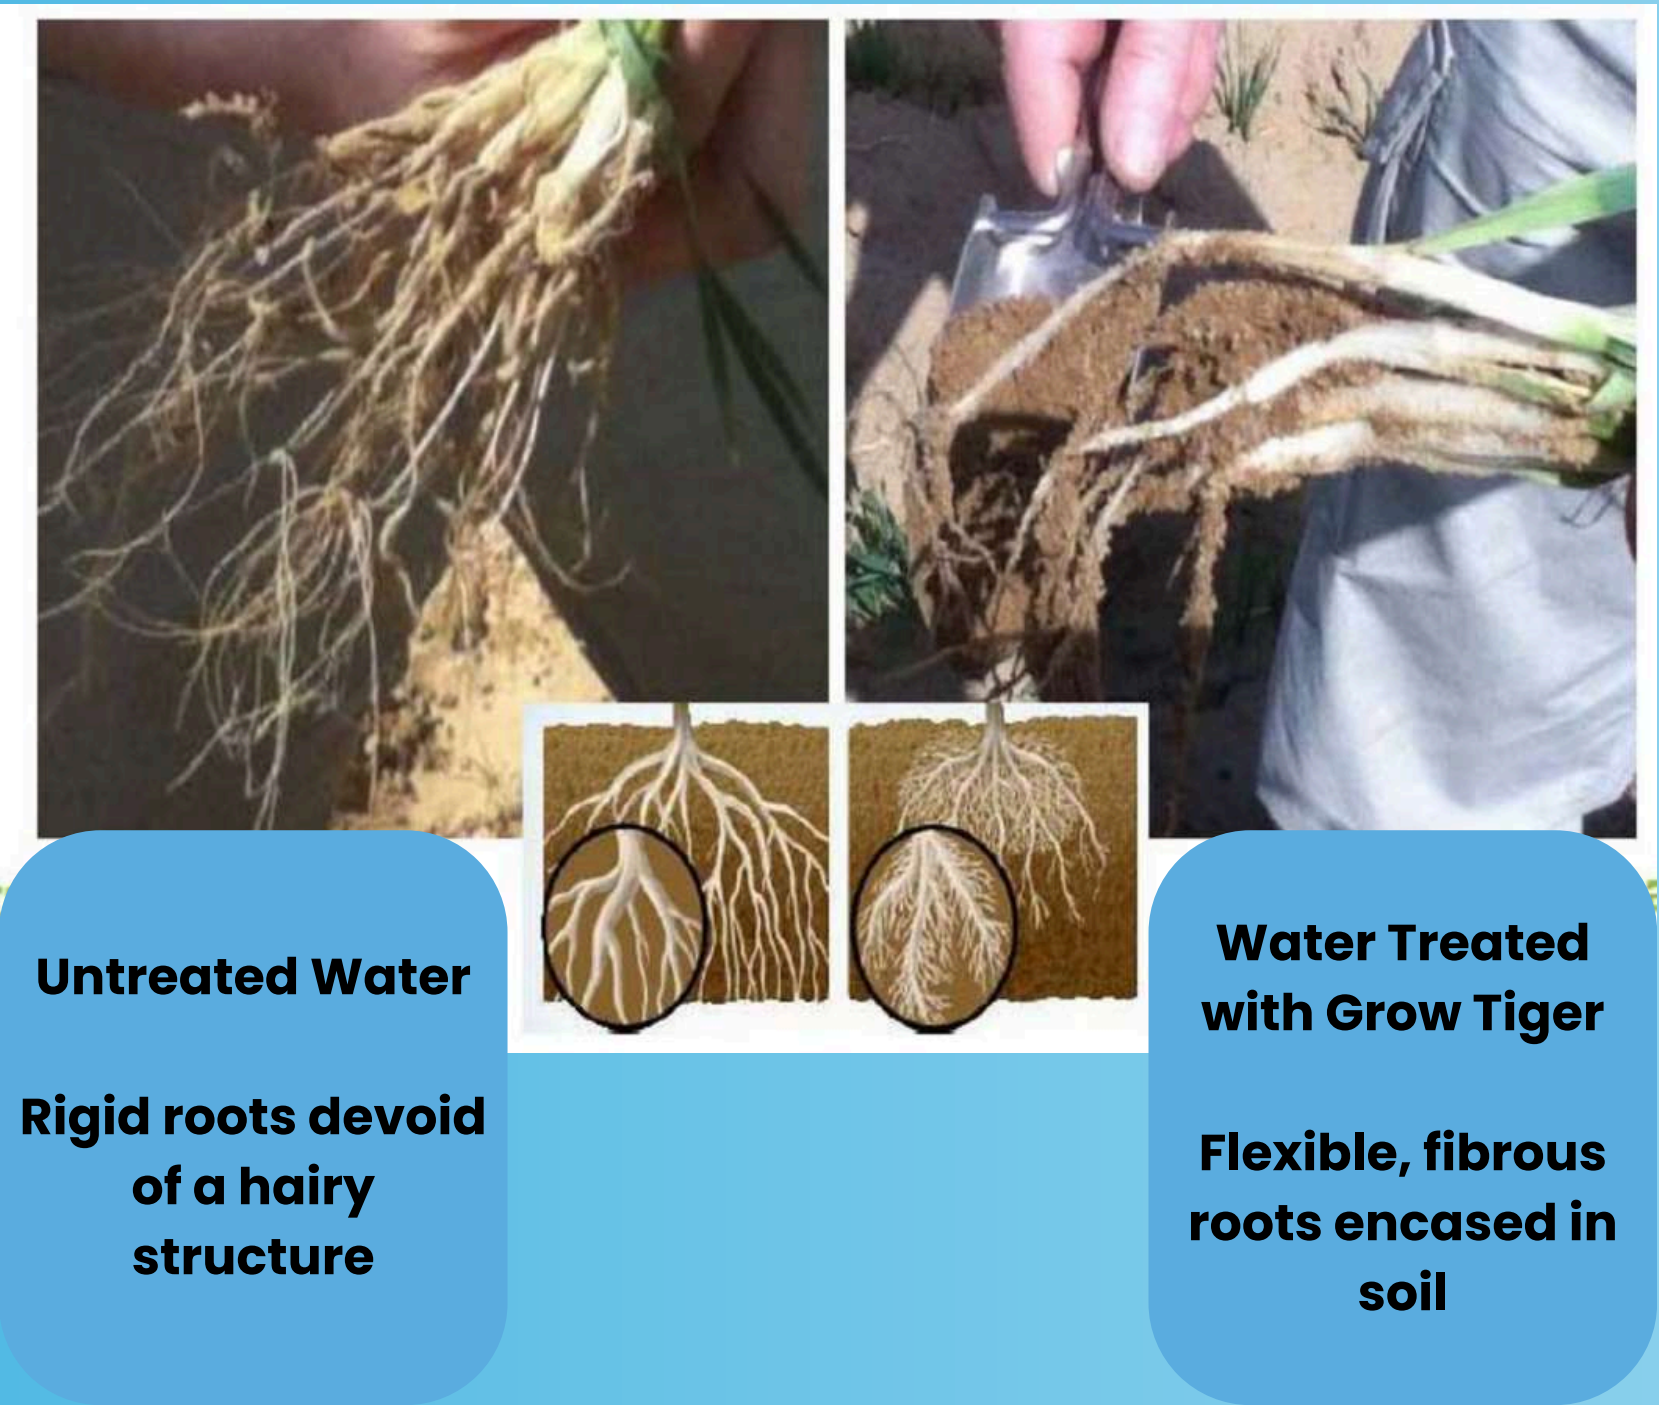 Untreated Water
Rigid roots devoid
of a hairy
structure
Water Treated
with Grow Tiger
Flexible, fibrous
roots encased in
soil